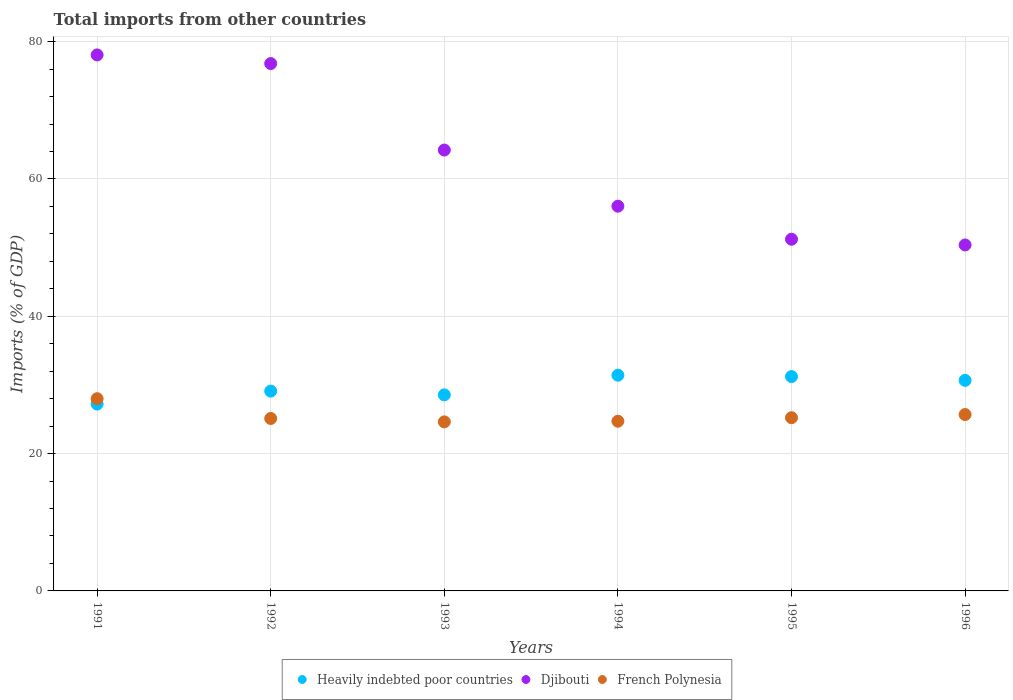 Total imports from other countries
Imports (% of GDP)
80
60
40
20
0
1991
1992
1993
1994
1995
1996
Years
Heavily indebted poor countries
Djibouti
French Polynesia